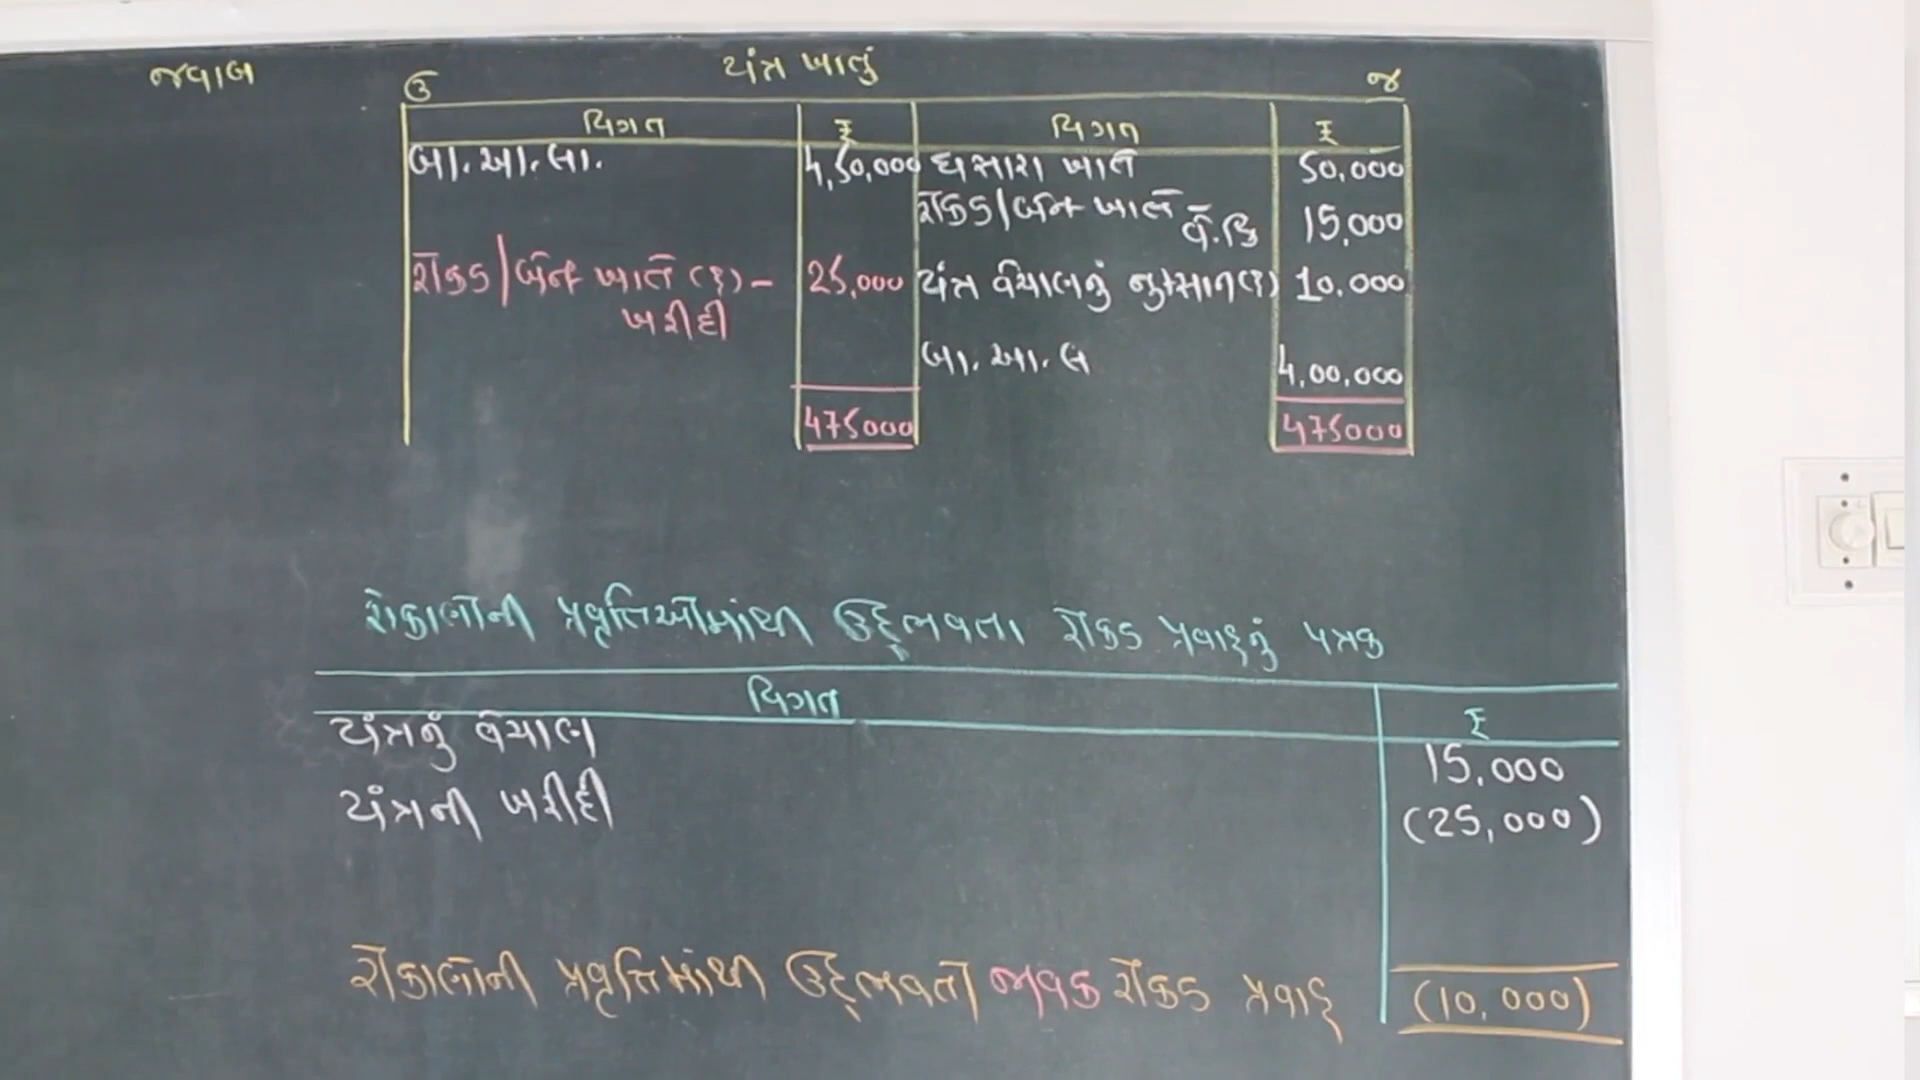 જવાબ
ઉ યંત્ર ખાતું જ
વિગત ₹ વિગત ₹
બા. આ. લા. 4,50,000 ઘસારા ખાતે 50,000
રોકડ/બૅન્ક ખાતે વે.કિ 15,000
રોકડ/બૅન્ક ખાતે (૬) – ખરીદી 25,000 યંત્ર વેચાણનું નુકસાન(૬) 10,000
બા. આ. લ 4,00,000
475000 475000
રોકાણોની પ્રવૃત્તિઓમાંથી ઉદ્દ્ભવતા રોકડ પ્રવાહનું પત્રક
વિગત ₹
યંત્રનું વેચાણ 15,000
યંત્રની ખરીદી (25,000)
રોકાણોની પ્રવૃત્તિમાંથી ઉદ્દ્ભવતો જાવક રોકડ પ્રવાહ (10,000)